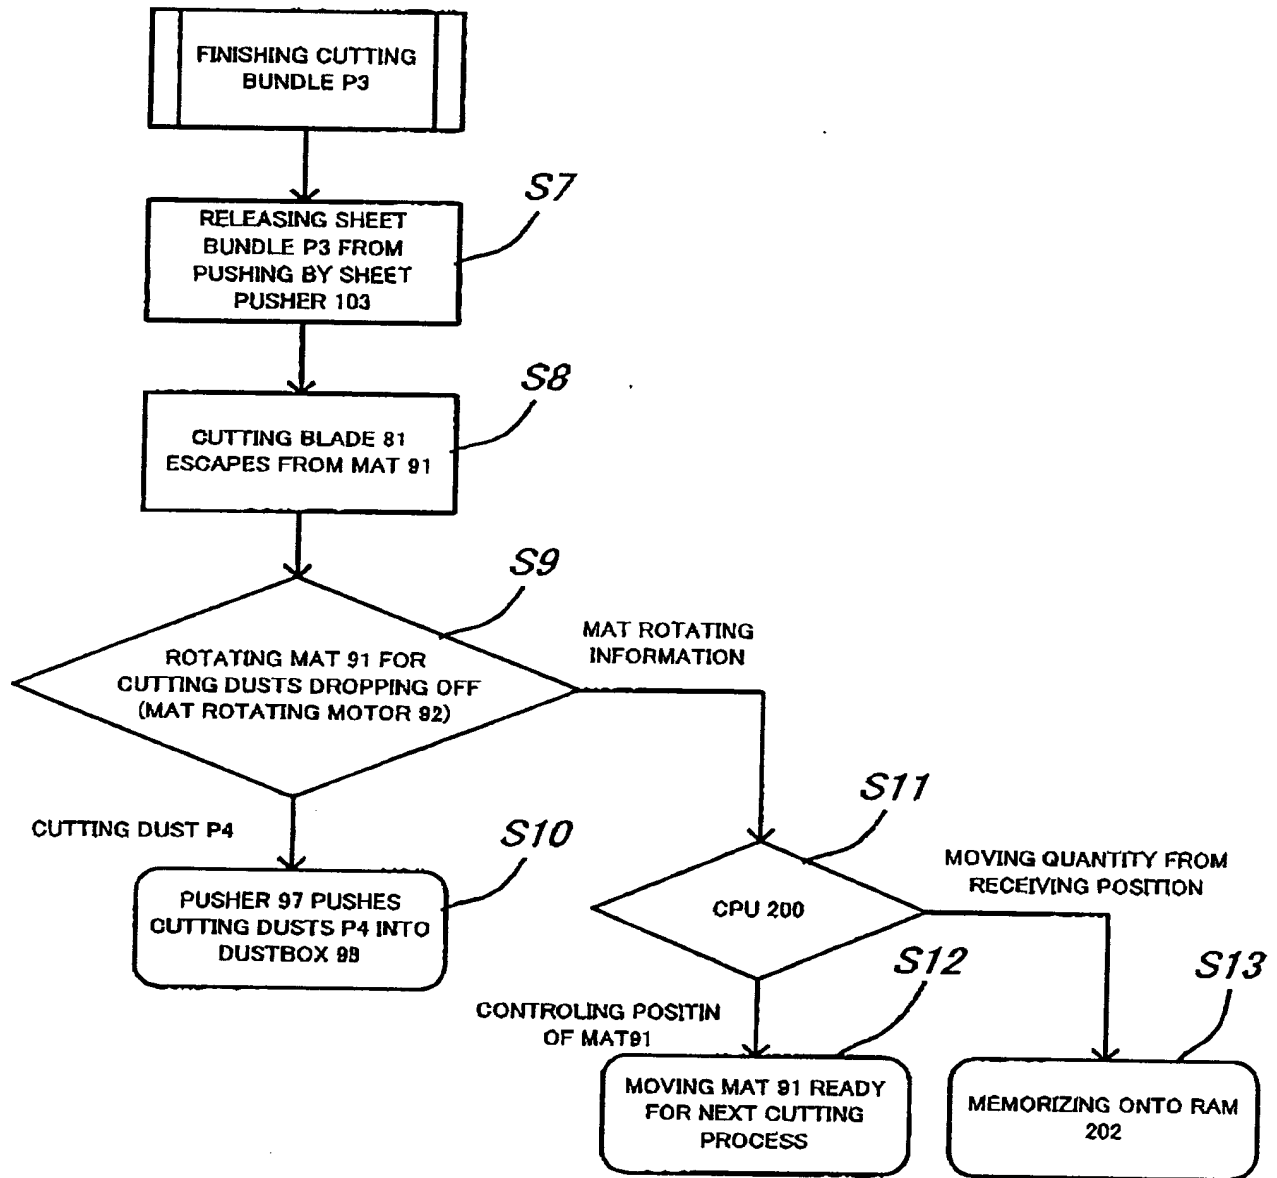 FINISHING CUTTING
BUNDLE P3
S7
RELEASING SHEET
BUNDLE P3 FROM
PUSHING BY SHEET
PUSHER 103
S8
CUTTING BLADE 81
ESCAPES FROM MAT 91
S9
ROTATING MAT 91 FOR
CUTTING DUSTS DROPPING OFF
(MAT ROTATING MOTOR 92)
MAT ROTATING
INFORMATION
CUTTING DUST P4
S10
PUSHER 97 PUSHES
CUTTING DUSTS P4 INTO
DUSTBOX
S11
CPU 200
MOVING QUANTITY FROM
RECEIVING POSITION
CONTROLING POSITIN
OF MAT91
S12
MOVING MAT 91 READY
FOR NEXT CUTTING
PROCESS
S13
MEMORIZING ONTO RAM
202